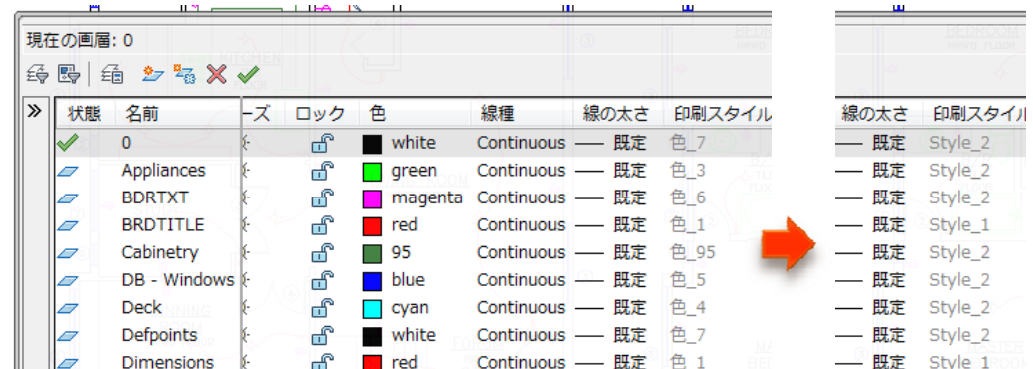 現在の画層: 0
状態 名前 ーズ ロック 色 線種 線の太さ 印刷スタイル 線の太さ 印刷スタイル
0 white Continuous 既定 色_7 既定 Style_2
Appliances green Continuous 既定 色_3 既定 Style_2
BDRTXT magenta Continuous 既定 色_6 既定 Style_2
BRDTITLE red Continuous 既定 色_1 既定 Style_1
Cabinetry 95 Continuous 既定 色_95 既定 Style_2
DB - Windows blue Continuous 既定 色_5 既定 Style_2
Deck cyan Continuous 既定 色_4 既定 Style_2
Defpoints white Continuous 既定 色_7 既定 Style_2
Dimensions red Continuous 既定 色_1 既定 Style_1